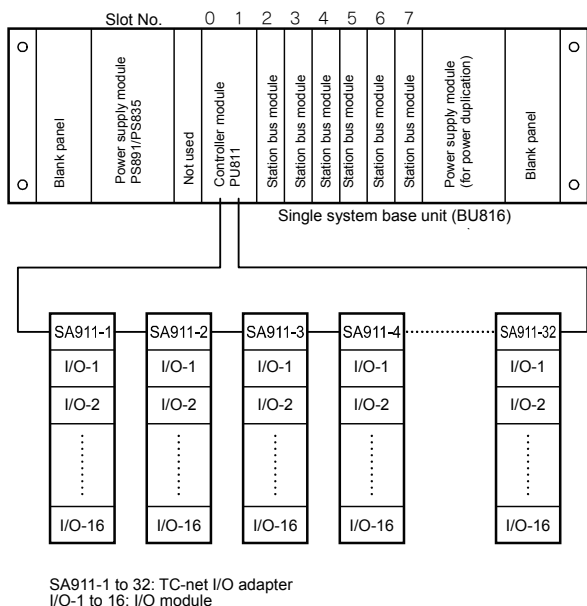 Slot No. 0 1 2 3 4 5 6 7
Blank panel
Power supply module
PS891/PS835
Not used
Controller module
PU811
Station bus module
Station bus module
Station bus module
Station bus module
Station bus module
Station bus module
Power supply module
(for power duplication)
Blank panel
Single system base unit (BU816)
SA911-1 SA911-2 SA911-3 SA911-4 SA911-32
I/O-1 I/O-1 I/O-1 I/O-1 I/O-1
I/O-2 I/O-2 I/O-2 I/O-2 I/O-2
I/O-16 I/O-16 I/O-16 I/O-16 I/O-16
SA911-1 to 32: TC-net I/O adapter
I/O-1 to 16: I/O module